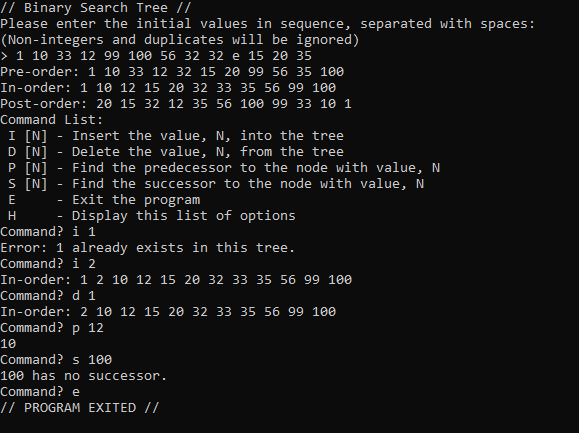 // Binary Search Tree //
Please enter the initial values in sequence, separated with spaces:
(Non-integers and duplicates will be ignored)
> 1 10 33 12 99 100 56 32 32 e 15 20 35
Pre-order: 1 10 33 12 32 15 20 99 56 35 100
In-order: 1 10 12 15 20 32 33 35 56 99 100
Post-order: 20 15 32 12 35 56 100 99 33 10 1
Command List:
 I [N] - Insert the value, N, into the tree
 D [N] - Delete the value, N, from the tree
 P [N] - Find the predecessor to the node with value, N
 S [N] - Find the successor to the node with value, N
 E     - Exit the program
 H     - Display this list of options
Command? i 1
Error: 1 already exists in this tree.
Command? i 2
In-order: 1 2 10 12 15 20 32 33 35 56 99 100
Command? d 1
In-order: 2 10 12 15 20 32 33 35 56 99 100
Command? p 12
10
Command? s 100
100 has no successor.
Command? e
// PROGRAM EXITED //